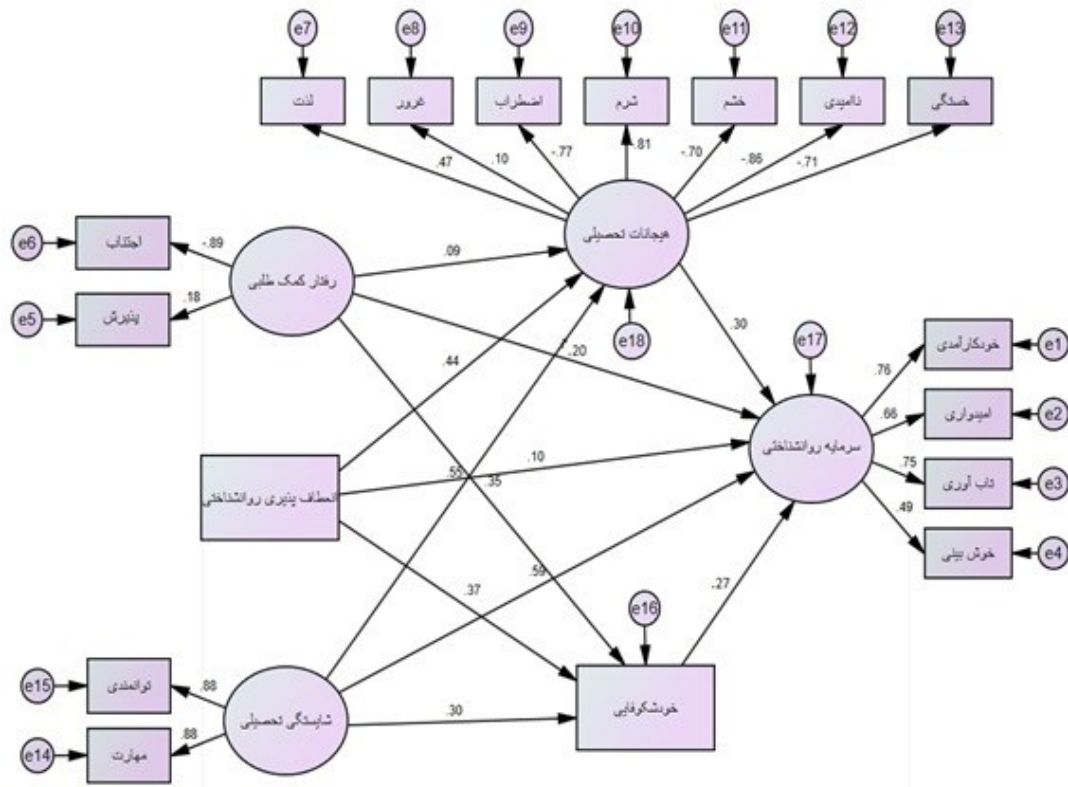 e7 e8 e9 e10 e11 e12 e13
لذت غرور اضطراب شرم خشم ناامیدی خستگی
.47 .10 -.77 .81 -.70 -.86 -.71
هیجانات تحصیلی
e6 اجتناب -.89
e5 پذیرش .18
رفتار کمک طلبی
.09
e18
.30
e17
.20
.44
خودکارآمدی e1
.76
امیدواری e2
.66
سرمایه روانشناختی
تاب آوری e3
.75
خوش بینی e4
.49
انعطاف پذیری روانشناختی
.10
.55 .35
.59
.37
.27
e16
خودشکوفایی
.30
e15 توانمندی .88
e14 مهارت .88
شایستگی تحصیلی